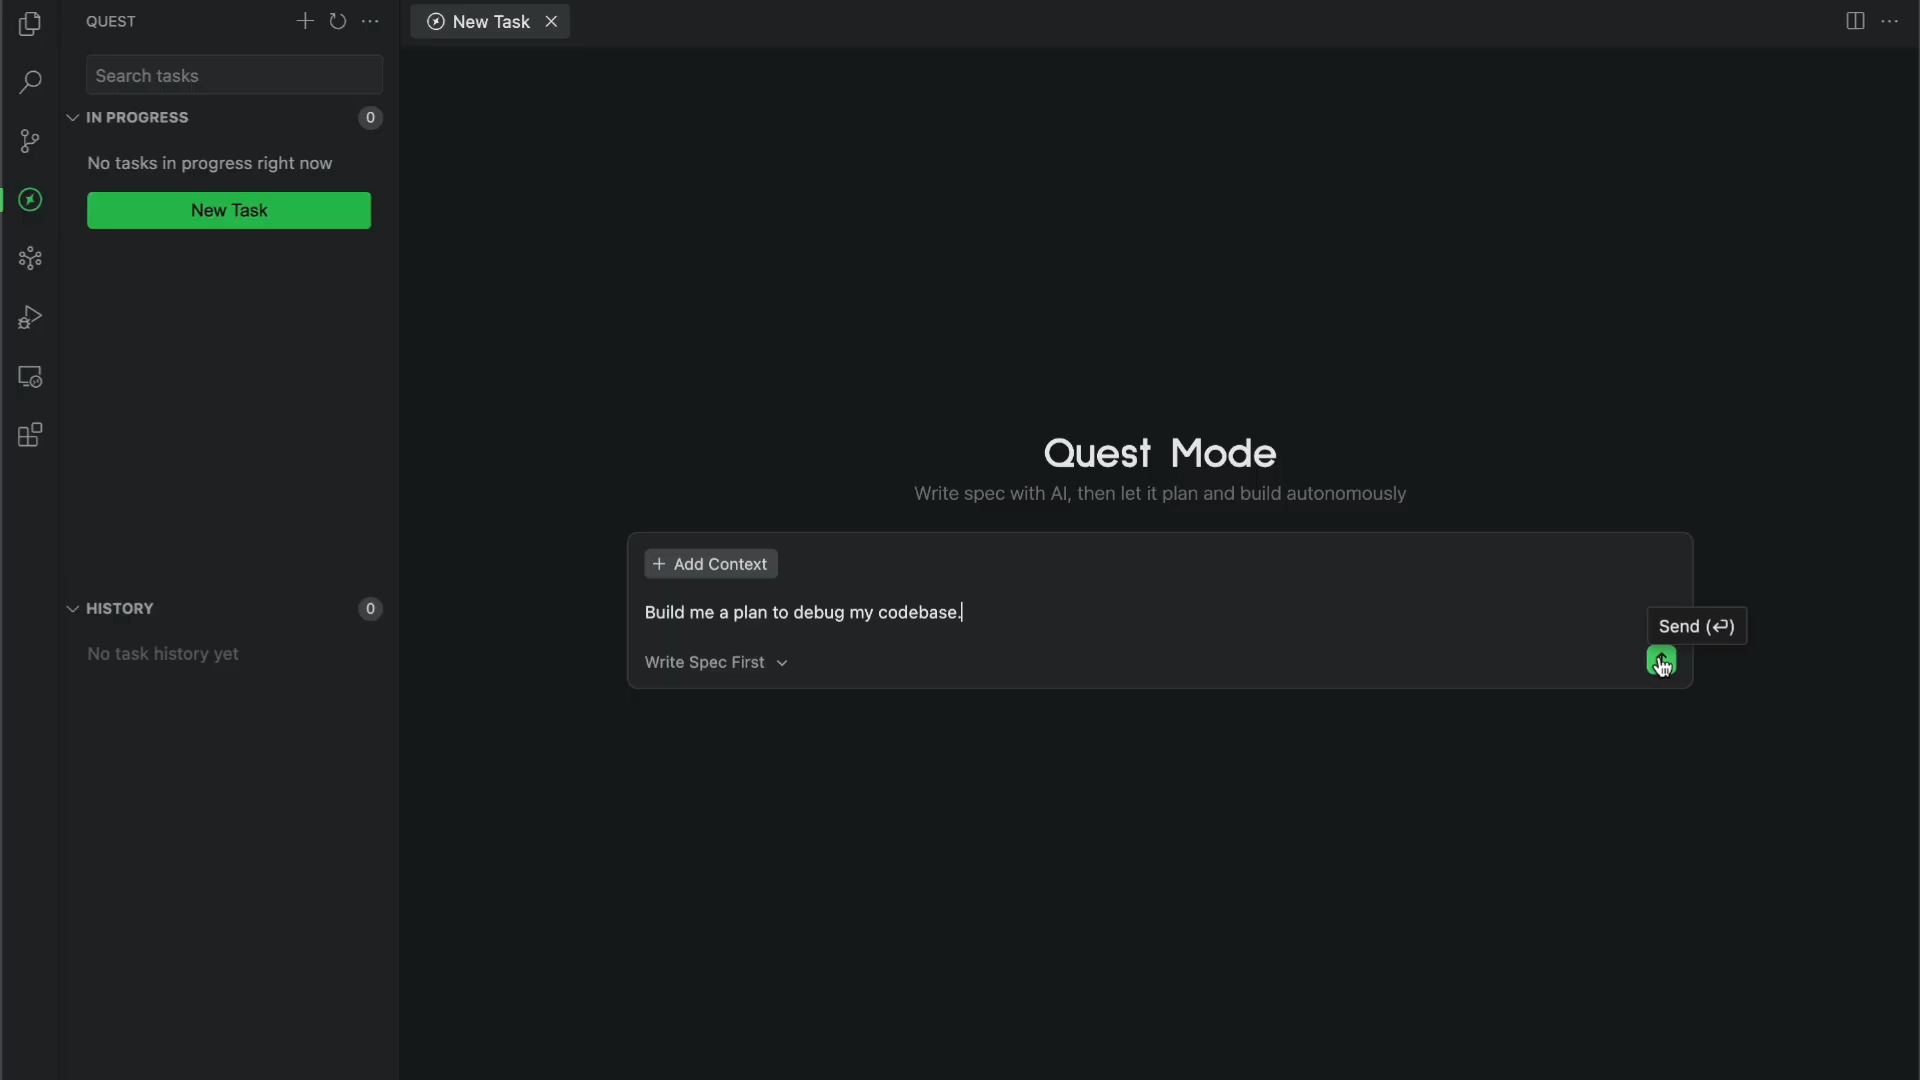 QUEST
New Task
Search tasks
IN PROGRESS
0
No tasks in progress right now
New Task
HISTORY
0
No task history yet
Quest Mode
Write spec with AI, then let it plan and build autonomously
+ Add Context
Build me a plan to debug my codebase.
Send (↵)
Write Spec First